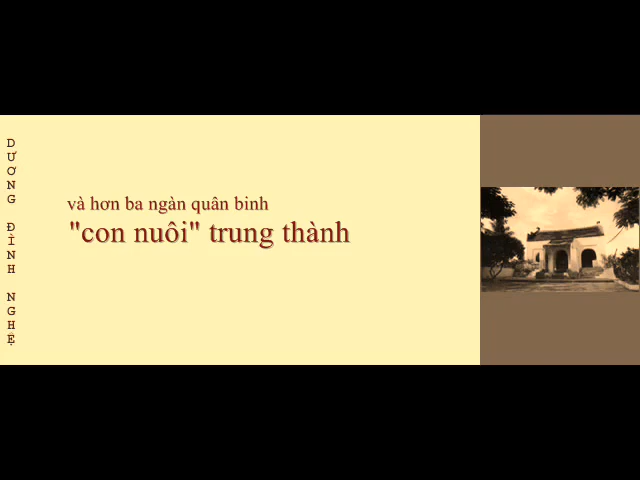 DƯƠNG ĐÌNH NGHỆ
và hơn ba ngàn quân binh
"con nuôi" trung thành